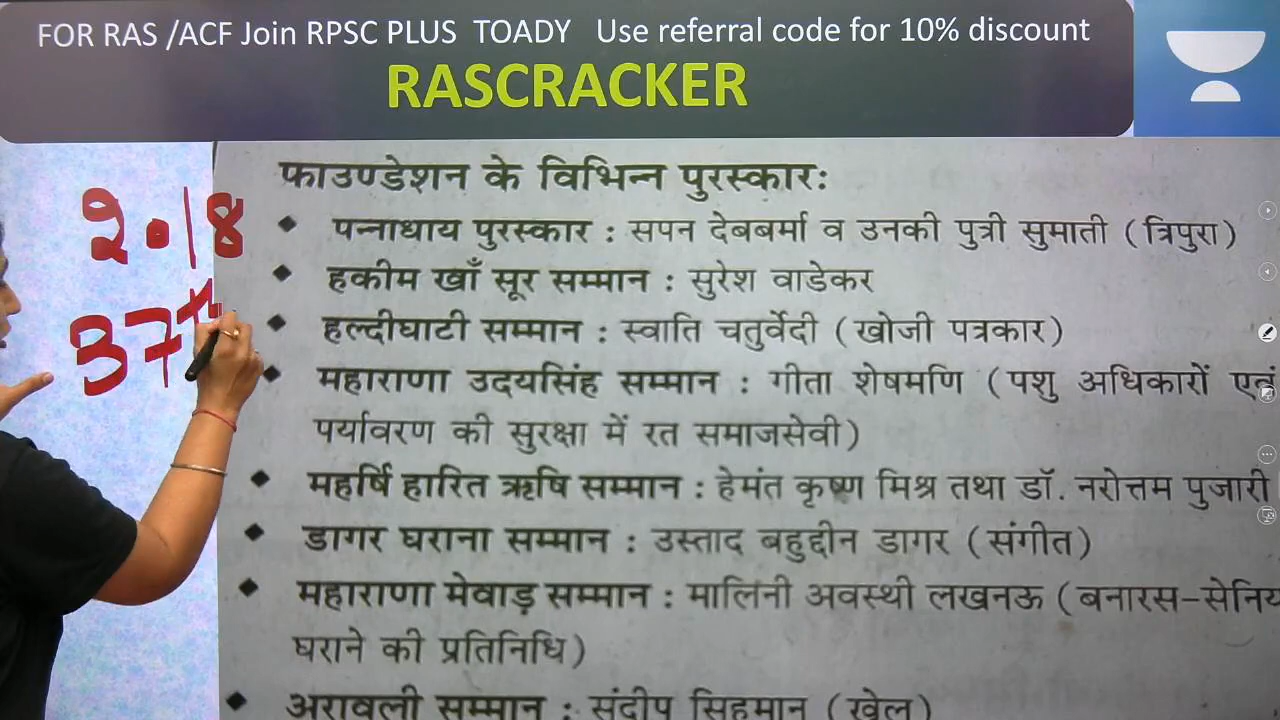 FOR RAS /ACF Join RPSC PLUS TOADY Use referral code for 10% discount
RASCRACKER
2018
37th
फाउण्डेशन के विभिन्न पुरस्कार:
पन्नाधाय पुरस्कार : सपन देबबर्मा व उनकी पुत्री सुमाती (त्रिपुरा)
हकीम खाँ सूर सम्मान : सुरेश वाडेकर
हल्दीघाटी सम्मान : स्वाति चतुर्वेदी (खोजी पत्रकार)
महाराणा उदयसिंह सम्मान : गीता शेषमणि (पशु अधिकारों एवं
पर्यावरण की सुरक्षा में रत समाजसेवी)
महर्षि हारित ऋषि सम्मान : हेमंत कृष्ण मिश्र तथा डॉ. नरोत्तम पुजारी
डागर घराना सम्मान : उस्ताद बहुद्दीन डागर (संगीत)
महाराणा मेवाड़ सम्मान : मालिनी अवस्थी लखनऊ (बनारस-सेनिय
घराने की प्रतिनिधि)
अरावली सम्मान : संदीप सिहमान (खेल)